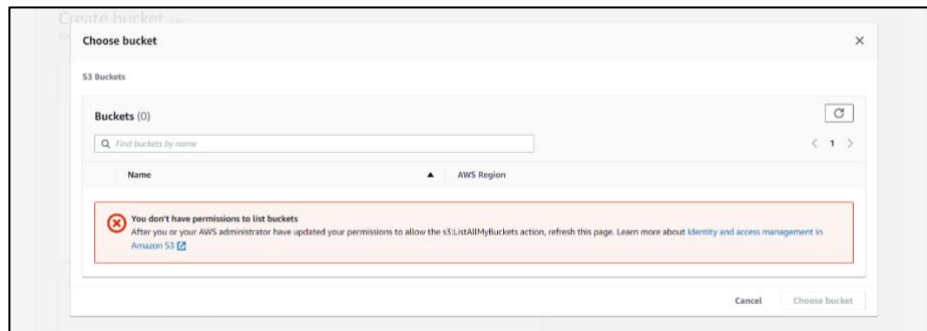 Create bucket
Choose bucket
S3 Buckets
Buckets (0)
Find buckets by name
1
Name
AWS Region
You don't have permissions to list buckets
After you or your AWS administrator have updated your permissions to allow the s3:ListAllMyBuckets action, refresh this page. Learn more about Identity and access management in
Amazon S3
Cancel
Choose bucket